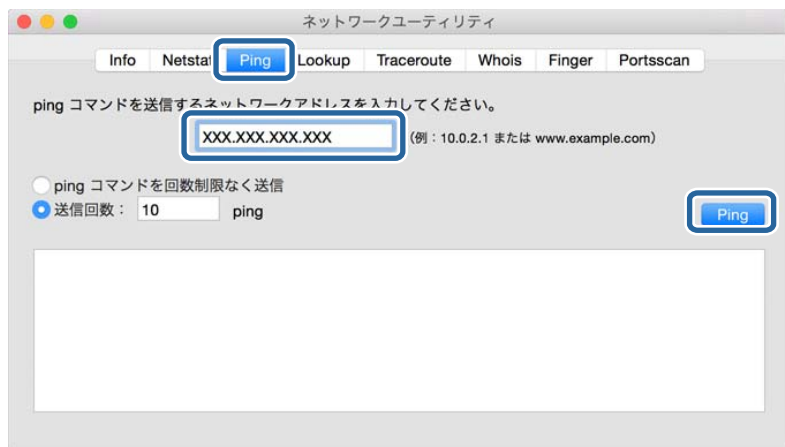 ネットワークユーティリティ
Info Netstat Ping Lookup Traceroute Whois Finger Portsscan
ping コマンドを送信するネットワークアドレスを入力してください。
XXX.XXX.XXX.XXX (例：10.0.2.1 または www.example.com)
ping コマンドを回数制限なく送信
送信回数： 10 ping
Ping